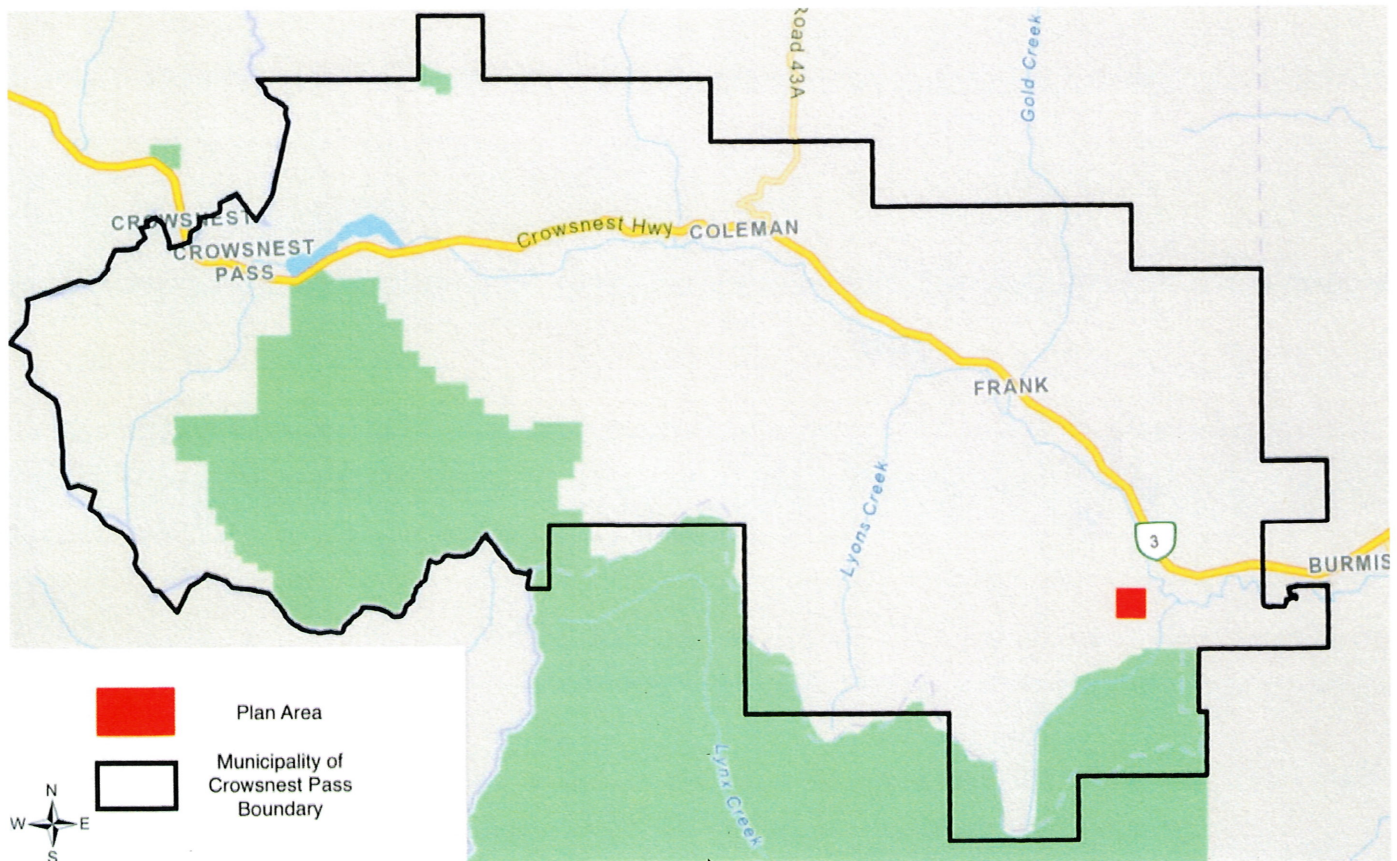 Road 43A
Gold Creek
CROWSNEST
CROWSNEST
PASS
Crowsnest Hwy
COLEMAN
FRANK
Lyons Creek
3
BURMIS
Plan Area
Municipality of
Crowsnest Pass
Boundary
Lynx Creek
N
W
E
S